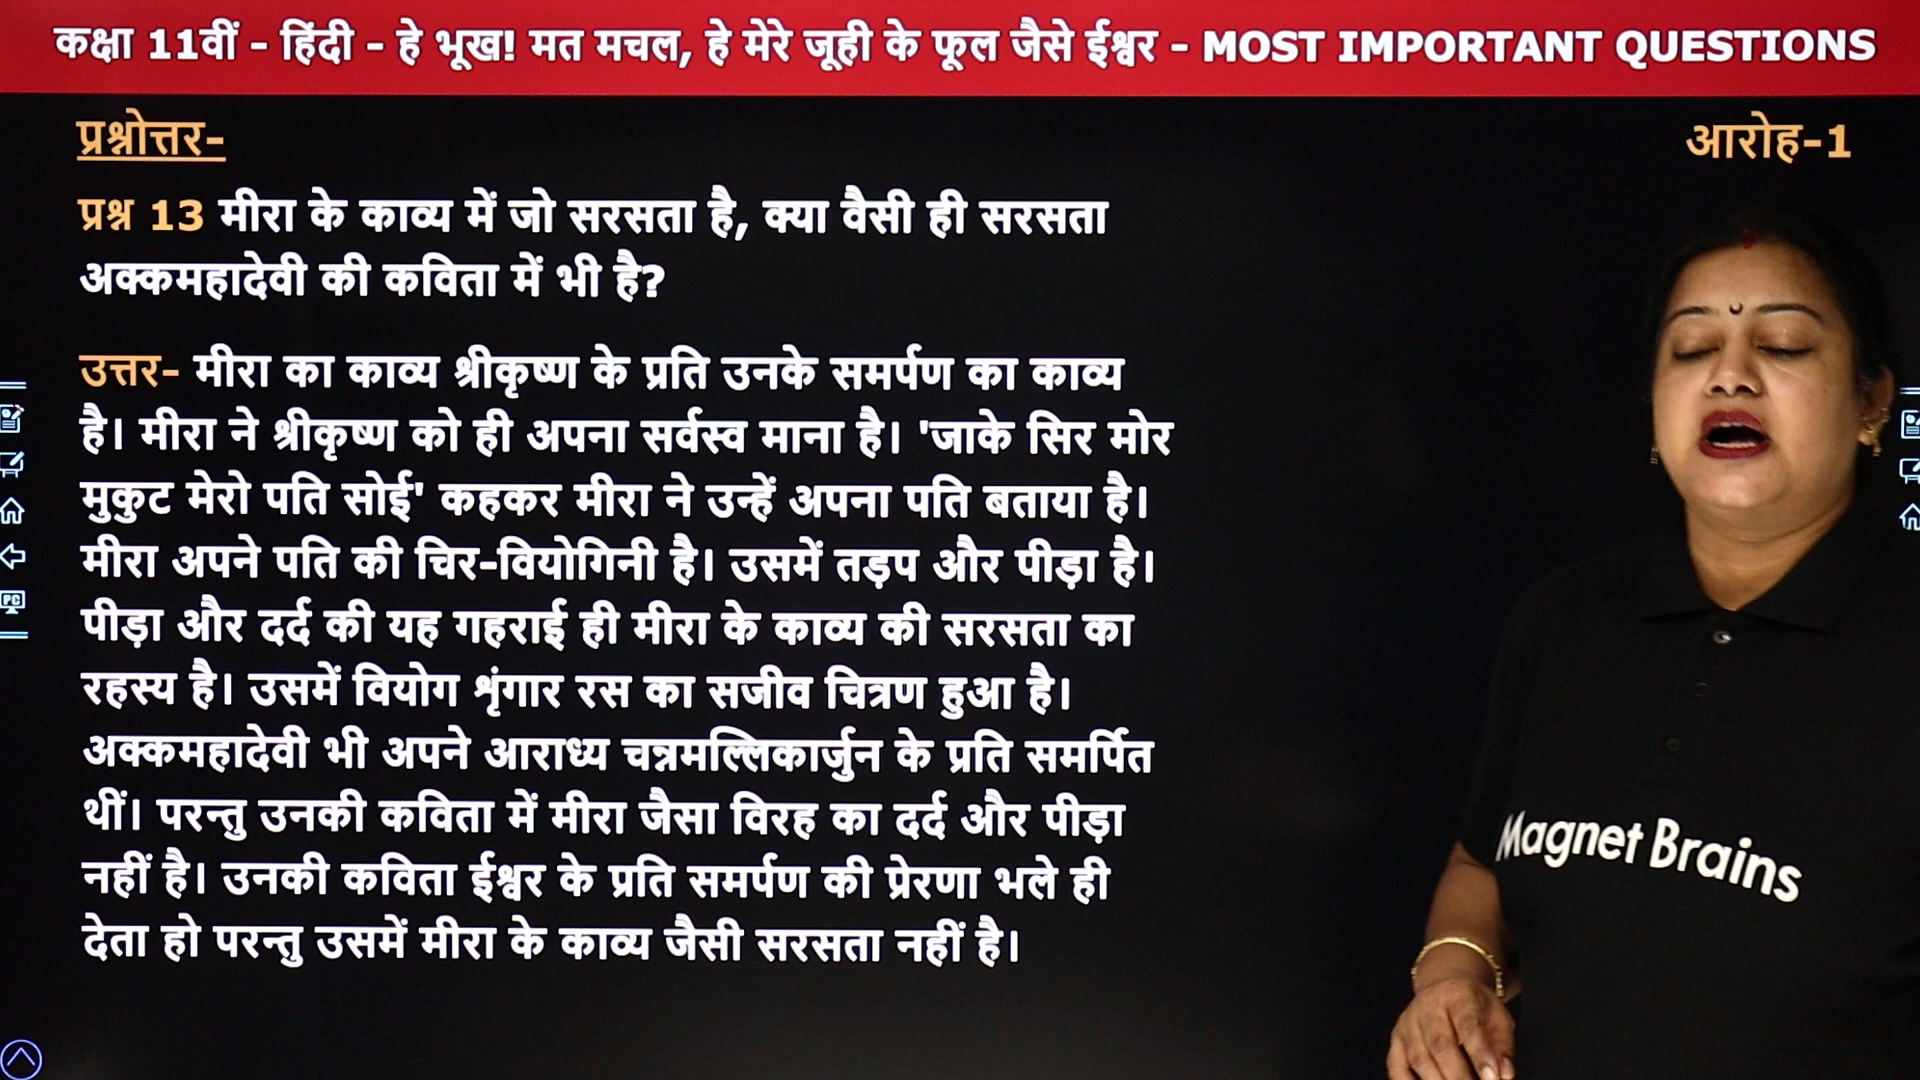 कक्षा 11वीं - हिंदी - हे भूख! मत मचल, हे मेरे जूही के फूल जैसे ईश्वर - MOST IMPORTANT QUESTIONS
प्रश्नोत्तर-
आरोह-1
प्रश्न 13 मीरा के काव्य में जो सरसता है, क्या वैसी ही सरसता
अक्कमहादेवी की कविता में भी है?
उत्तर- मीरा का काव्य श्रीकृष्ण के प्रति उनके समर्पण का काव्य
है। मीरा ने श्रीकृष्ण को ही अपना सर्वस्व माना है। 'जाके सिर मोर
मुकुट मेरो पति सोई' कहकर मीरा ने उन्हें अपना पति बताया है।
मीरा अपने पति की चिर-वियोगिनी है। उसमें तड़प और पीड़ा है।
पीड़ा और दर्द की यह गहराई ही मीरा के काव्य की सरसता का
रहस्य है। उसमें वियोग शृंगार रस का सजीव चित्रण हुआ है।
अक्कमहादेवी भी अपने आराध्य चन्नमल्लिकार्जुन के प्रति समर्पित
थीं। परन्तु उनकी कविता में मीरा जैसा विरह का दर्द और पीड़ा
नहीं है। उनकी कविता ईश्वर के प्रति समर्पण की प्रेरणा भले ही
देता हो परन्तु उसमें मीरा के काव्य जैसी सरसता नहीं है।
Magnet Brains
PC